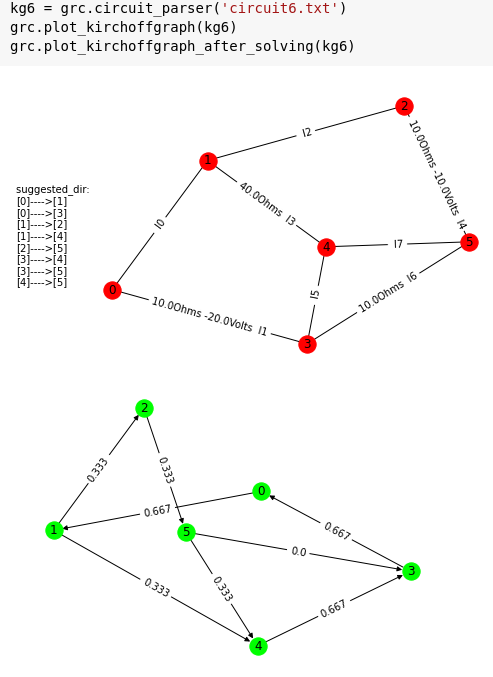 kg6 = grc.circuit_parser('circuit6.txt')
grc.plot_kirchoffgraph(kg6)
grc.plot_kirchoffgraph_after_solving(kg6)
2
I2
1
10.0Ohms -10.0Volts I4
suggested_dir:
[0]---->[1]
[0]---->[3]
[1]---->[2]
[1]---->[4]
[2]---->[5]
[3]---->[4]
[3]---->[5]
[4]---->[5]
40.0Ohms I3
I0
4
I7
5
0
I5
10.0Ohms I6
10.0Ohms -20.0Volts I1
3
2
0.333
0.333
0
0.667
1
5
0.667
0.0
3
0.333
0.333
0.667
4